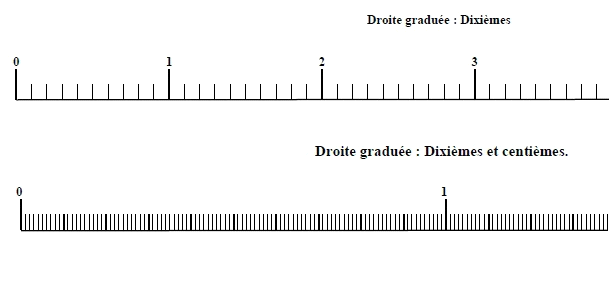 Droite graduée : Dixièmes
0 1 2 3
Droite graduée : Dixièmes et centièmes.
0 1